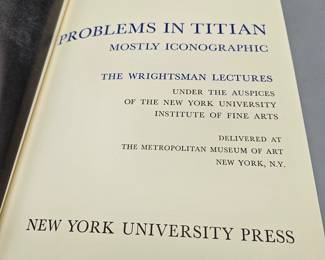 PROBLEMS IN TITIAN
MOSTLY ICONOGRAPHIC
THE WRIGHTSMAN LECTURES
UNDER THE AUSPICES
OF THE NEW YORK UNIVERSITY
INSTITUTE OF FINE ARTS
DELIVERED AT
THE METROPOLITAN MUSEUM OF ART
NEW YORK, N.Y.
NEW YORK UNIVERSITY PRESS